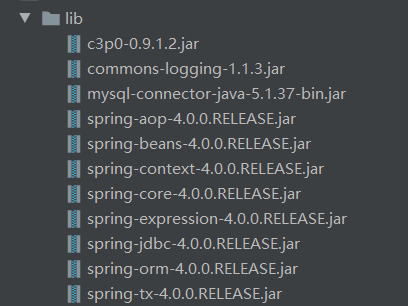 lib
c3p0-0.9.1.2.jar
commons-logging-1.1.3.jar
mysql-connector-java-5.1.37-bin.jar
spring-aop-4.0.0.RELEASE.jar
spring-beans-4.0.0.RELEASE.jar
spring-context-4.0.0.RELEASE.jar
spring-core-4.0.0.RELEASE.jar
spring-expression-4.0.0.RELEASE.jar
spring-jdbc-4.0.0.RELEASE.jar
spring-orm-4.0.0.RELEASE.jar
spring-tx-4.0.0.RELEASE.jar